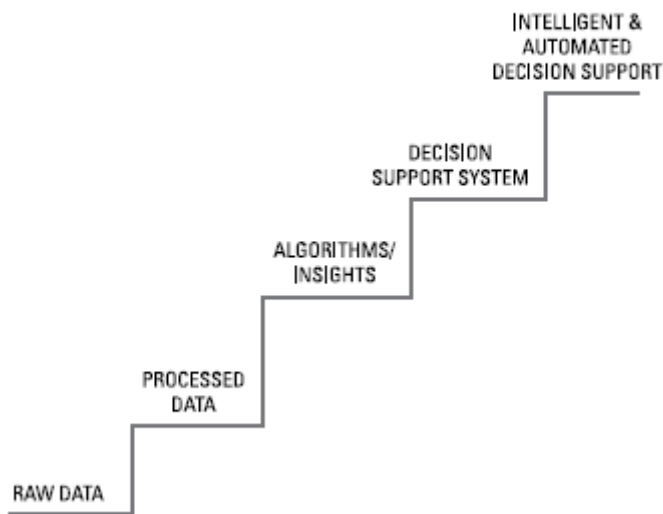 INTELLIGENT &
AUTOMATED
DECISION SUPPORT
DECISION
SUPPORT SYSTEM
ALGORITHMS/
INSIGHTS
PROCESSED
DATA
RAW DATA